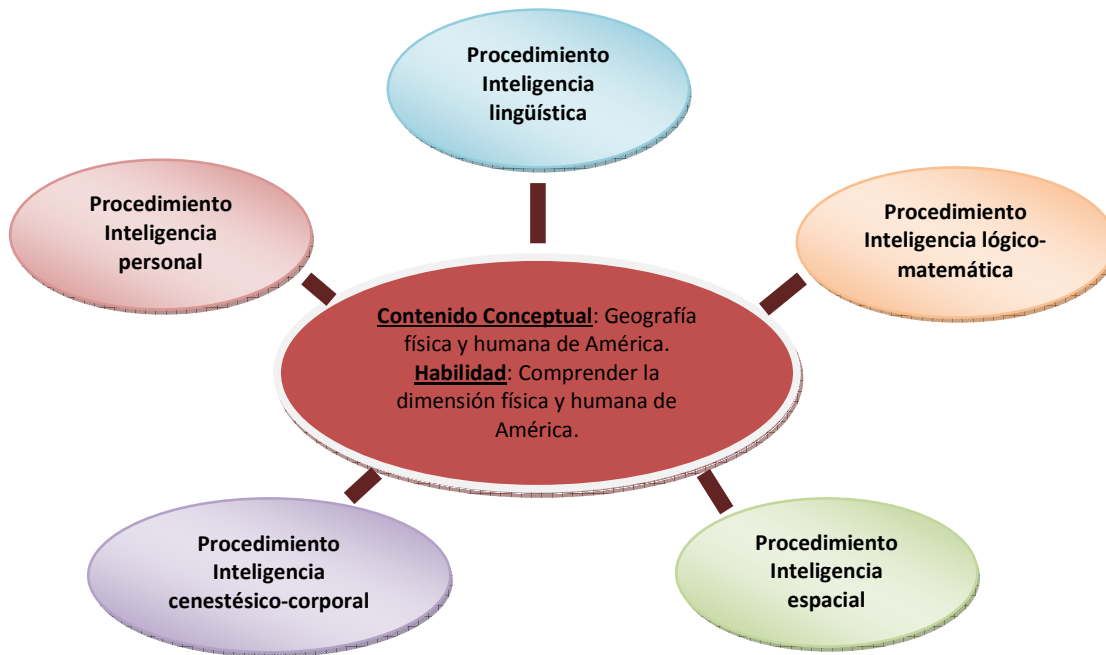 Procedimiento
Inteligencia
lingüística
Procedimiento
Inteligencia
personal
Procedimiento
Inteligencia lógico-
matemática
Contenido Conceptual: Geografía
física y humana de América.
Habilidad: Comprender la
dimensión física y humana de
América.
Procedimiento
Inteligencia
cenestésico-corporal
Procedimiento
Inteligencia
espacial